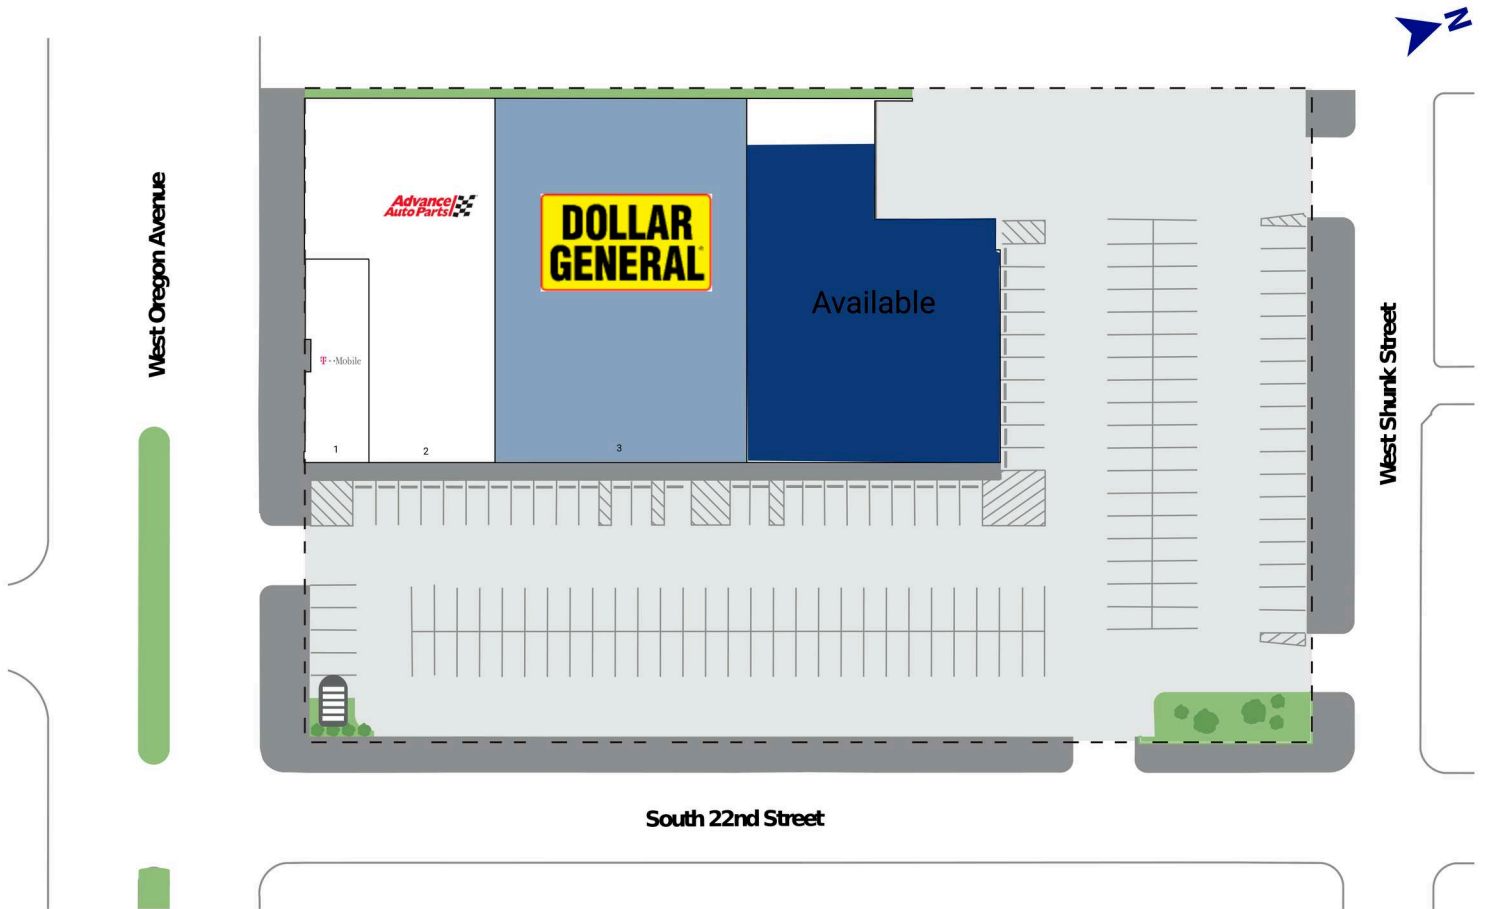 N
West Oregon Avenue
Advance
Auto Parts
DOLLAR
GENERAL®
Available
T··Mobile
1
2
3
West Shunk Street
South 22nd Street